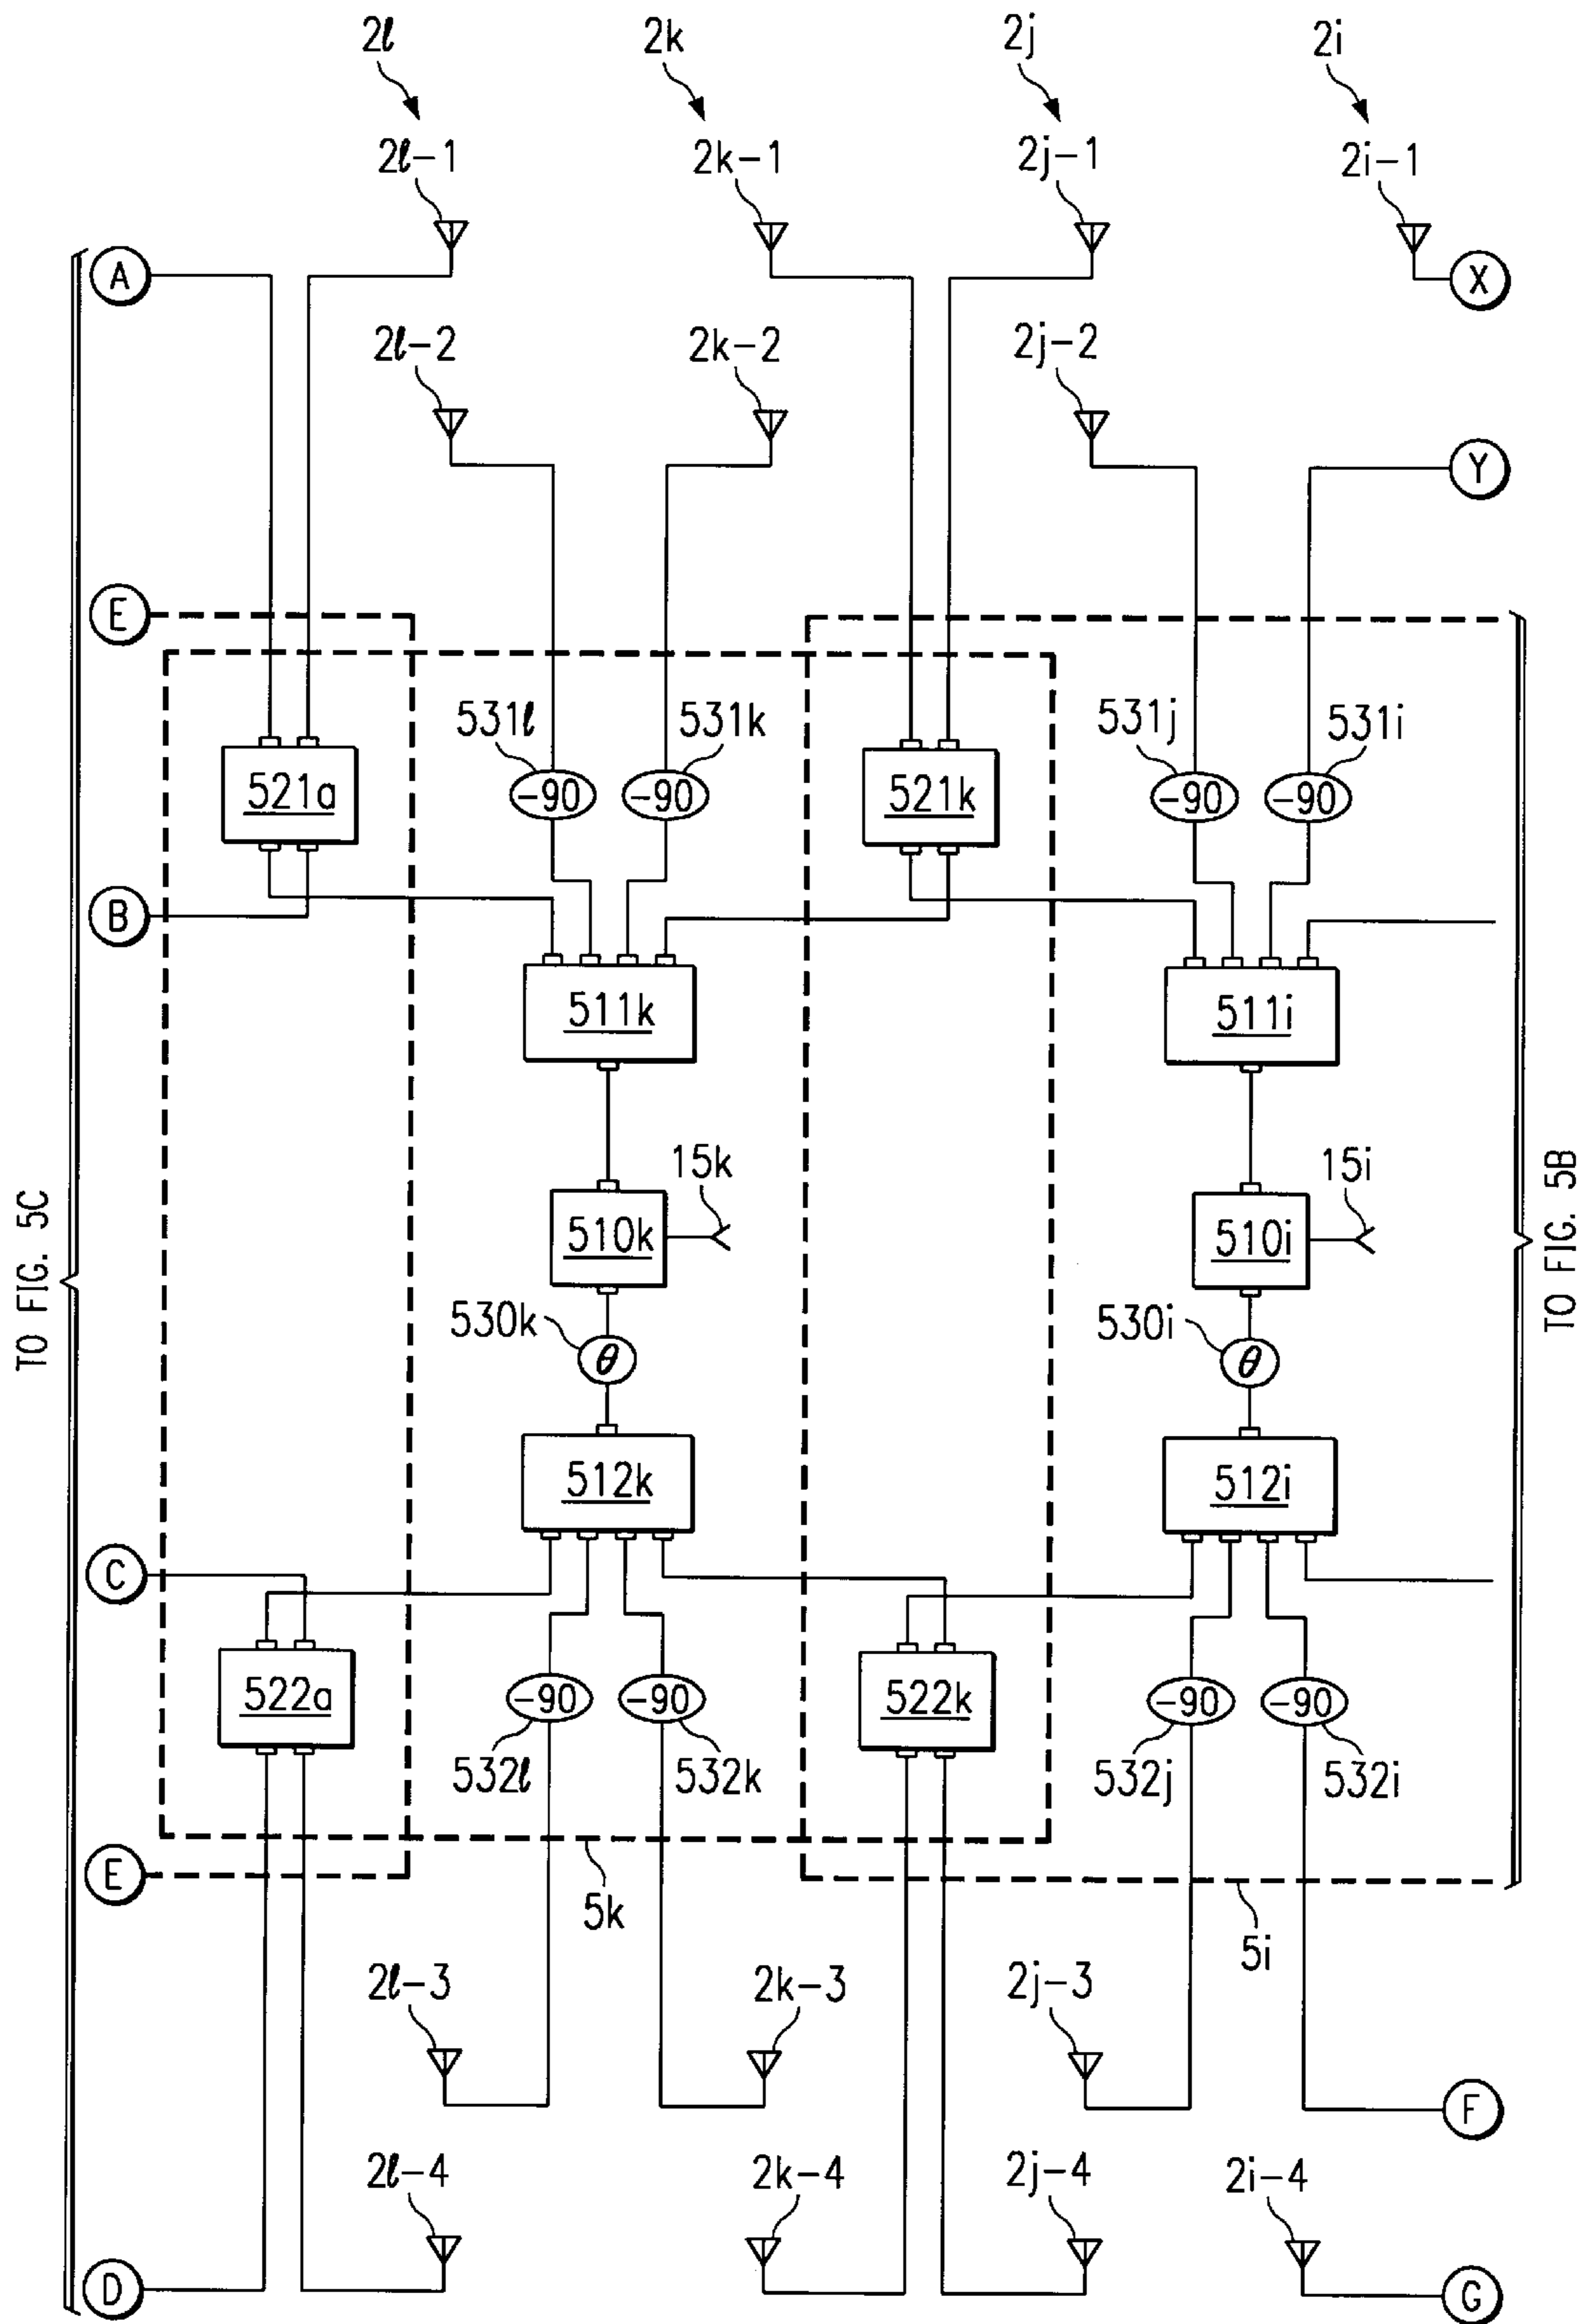 2ℓ 2k 2j 2i
2ℓ-1 2k-1 2j-1 2i-1
A X
2ℓ-2 2k-2 2j-2
Y
E
531ℓ 531k 531j 531i
521a -90 -90 521k -90 -90
B
511k 511i
15k 15i
510k 510i
TO FIG. 5C TO FIG. 5B
530k θ 530i θ
512k 512i
C
522a -90 -90 522k -90 -90
532ℓ 532k 532j 532i
E
5k 5i
2ℓ-3 2k-3 2j-3
F
2ℓ-4 2k-4 2j-4 2i-4
D G